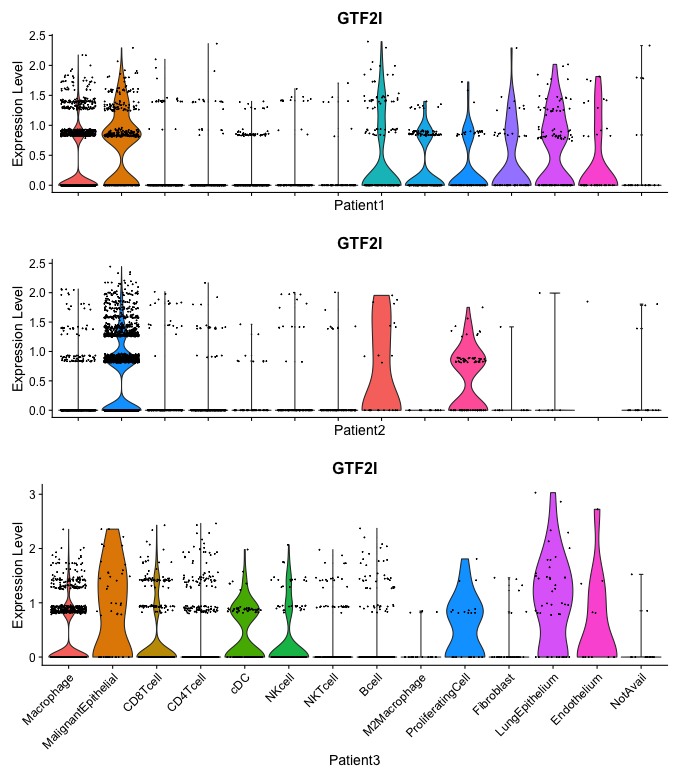 GTF2I
Expression Level
2.5
2.0
1.5
1.0
0.5
0.0
Patient1
GTF2I
Expression Level
2.5
2.0
1.5
1.0
0.5
0.0
Patient2
GTF2I
Expression Level
3
2
1
0
Macrophage
MalignantEpithelial
CD8Tcell
CD4Tcell
cDC
NKcell
NKTcell
Bcell
M2Macrophage
ProliferatingCell
Fibroblast
LungEpithelium
Endothelium
NotAvail
Patient3